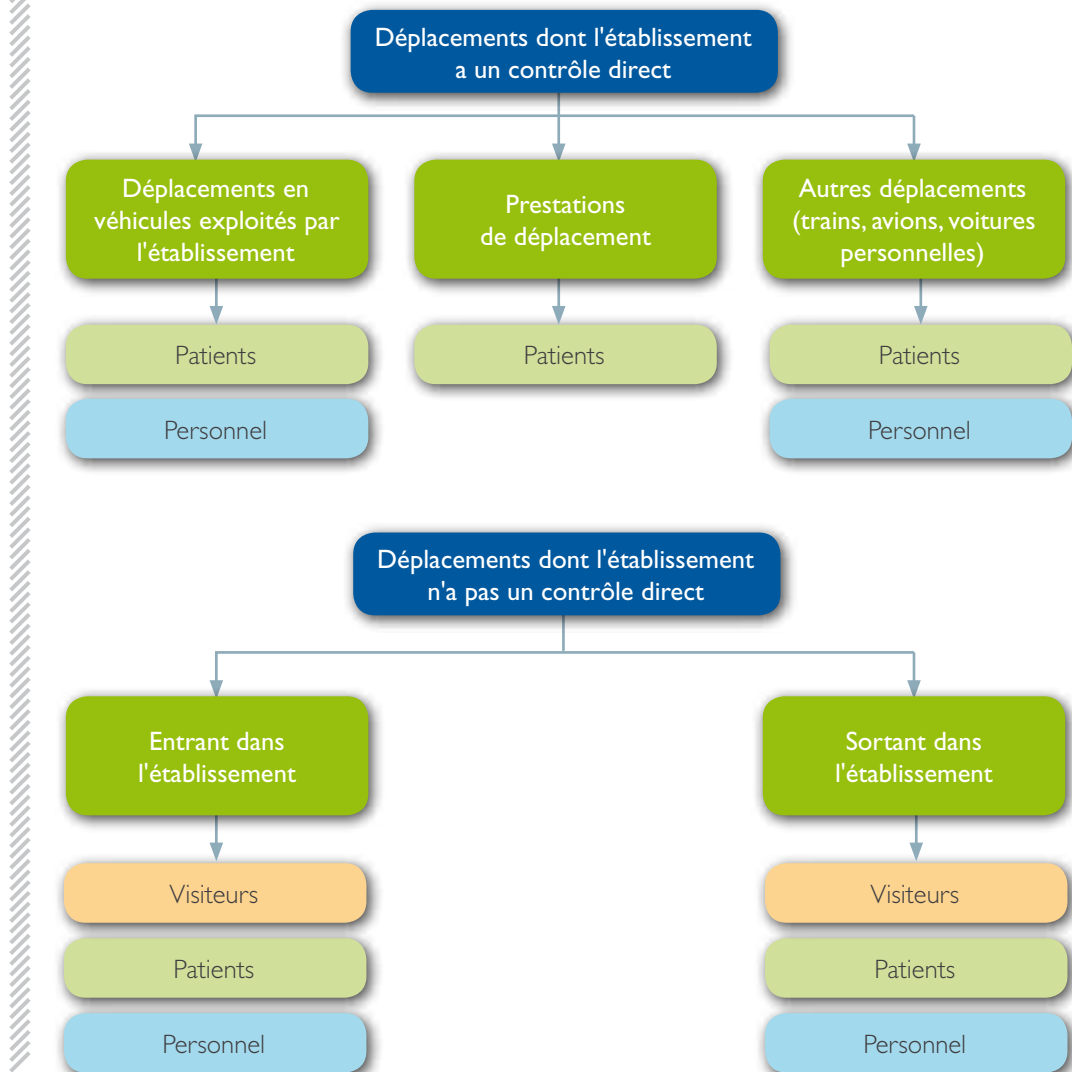 Déplacements dont l'établissement
a un contrôle direct
Déplacements en
véhicules exploités par
l'établissement
Prestations
de déplacement
Autres déplacements
(trains, avions, voitures
personnelles)
Patients
Patients
Patients
Personnel
Personnel
Déplacements dont l'établissement
n'a pas un contrôle direct
Entrant dans
l'établissement
Sortant dans
l'établissement
Visiteurs
Visiteurs
Patients
Patients
Personnel
Personnel